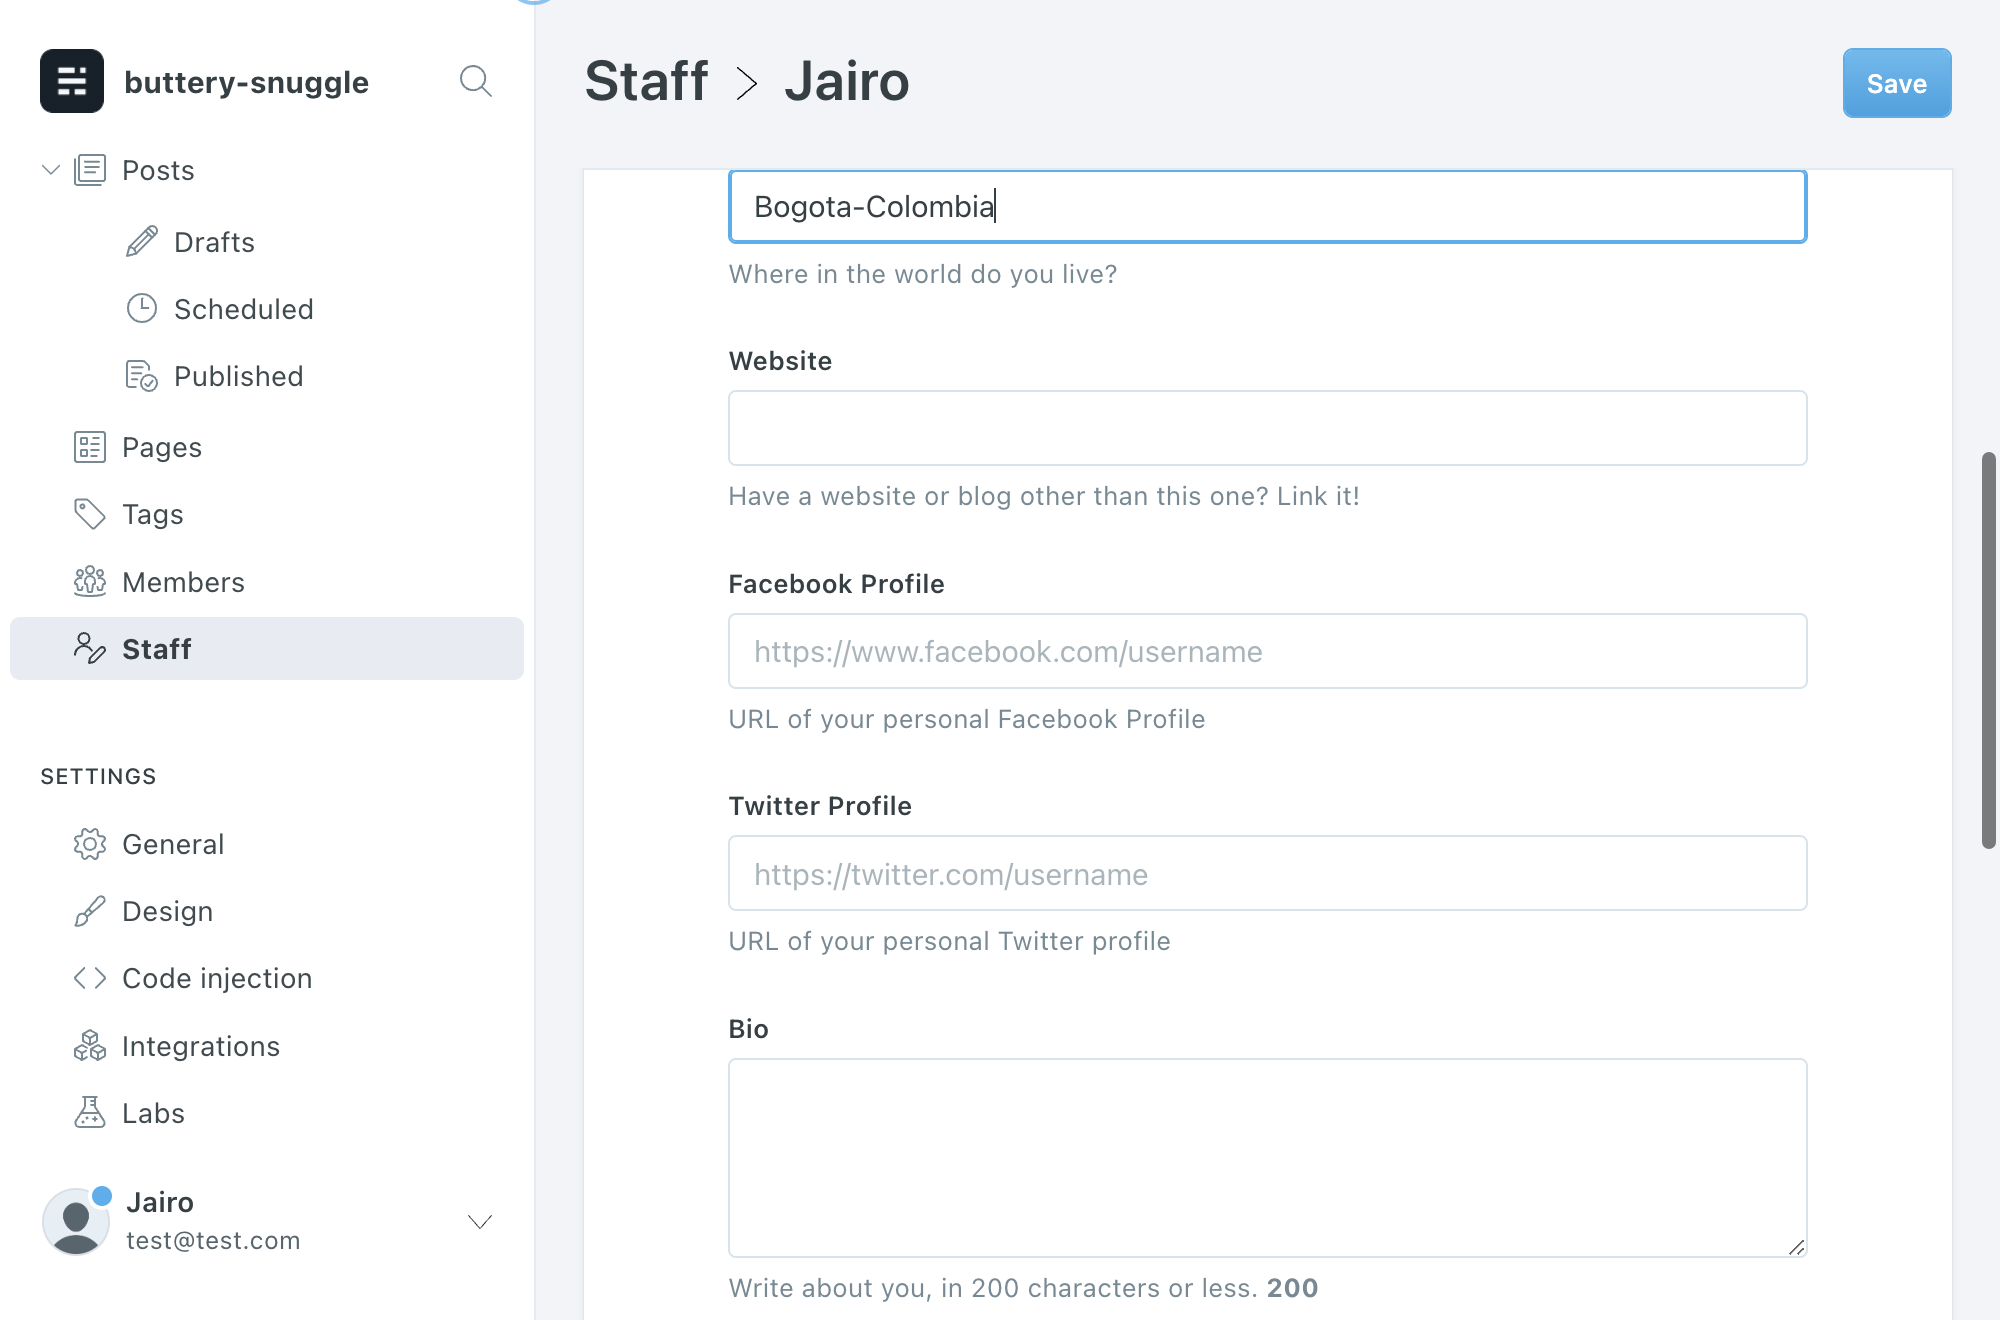 buttery-snuggle
Posts
Drafts
Scheduled
Published
Pages
Tags
Members
Staff
SETTINGS
General
Design
Code injection
Integrations
Labs
Jairo
test@test.com
Staff > Jairo
Save
Bogota-Colombia
Where in the world do you live?
Website
Have a website or blog other than this one? Link it!
Facebook Profile
https://www.facebook.com/username
URL of your personal Facebook Profile
Twitter Profile
https://twitter.com/username
URL of your personal Twitter profile
Bio
Write about you, in 200 characters or less. 200